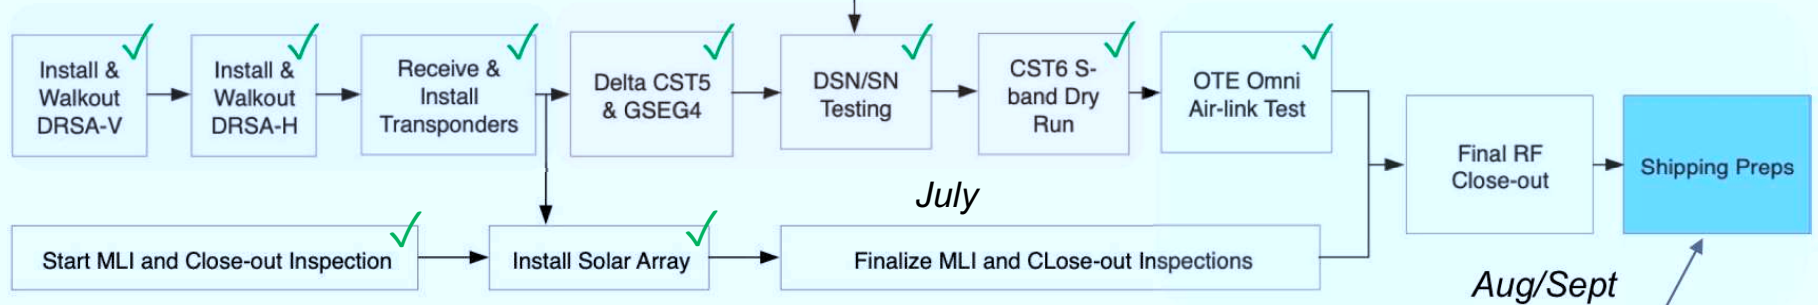 Install &
Walkout
DRSA-V
Install &
Walkout
DRSA-H
Receive &
Install
Transponders
Delta CST5
& GSEG4
DSN/SN
Testing
CST6 S-
band Dry
Run
OTE Omni
Air-link Test
Final RF
Close-out
Shipping Preps
July
Start MLI and Close-out Inspection
Install Solar Array
Finalize MLI and CLose-out Inspections
Aug/Sept